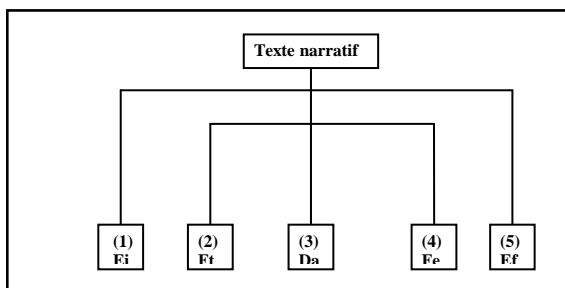 Texte narratif
(1) (2) (3) (4) (5)
Ei Et Da Ee Ef